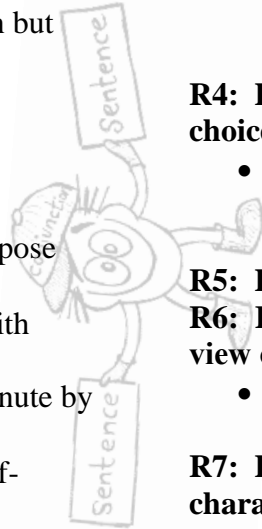 but
Sentence
R4:
choice
•
conjunction
pose
R5:
ith
R6:
view
nute by
•
Sentence
f-
R7:
chara